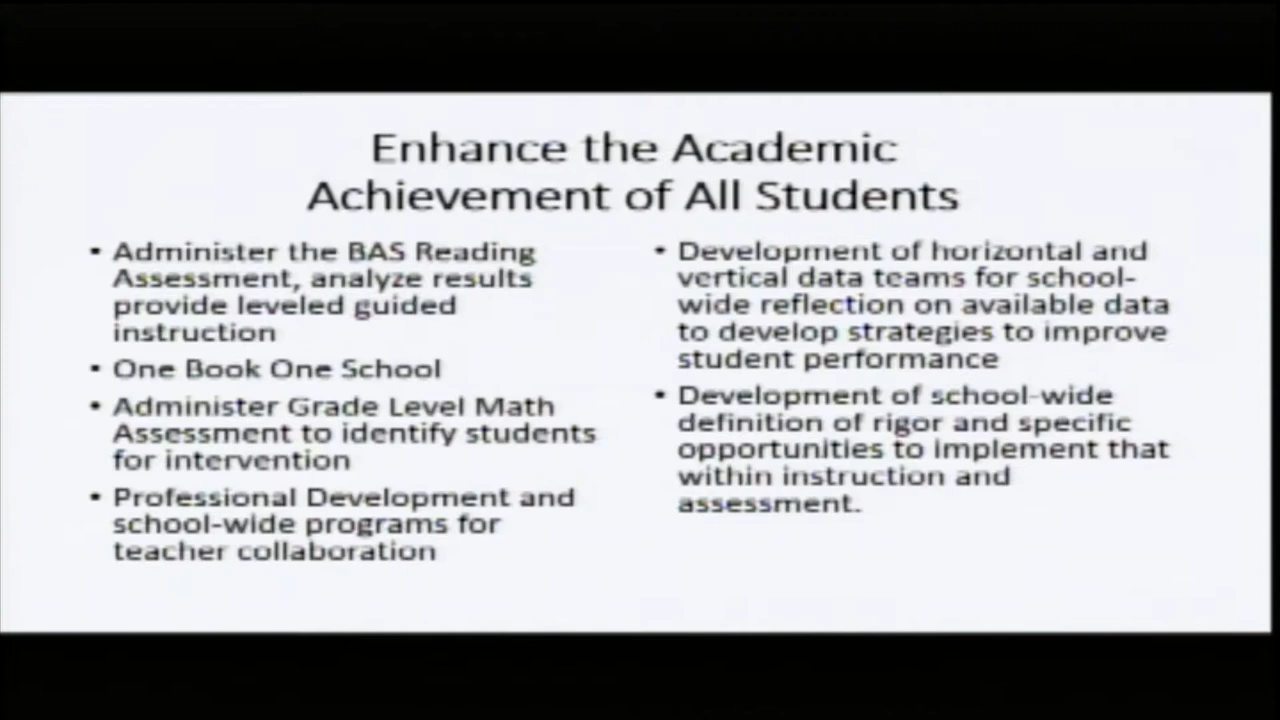 Enhance the Academic
Achievement of All Students
• Administer the BAS Reading
Assessment, analyze results
provide leveled guided
instruction
• One Book One School
• Administer Grade Level Math
Assessment to identify students
for intervention
• Professional Development and
school-wide programs for
teacher collaboration
• Development of horizontal and
vertical data teams for school-
wide reflection on available data
to develop strategies to improve
student performance
• Development of school-wide
definition of rigor and specific
opportunities to implement that
within instruction and
assessment.